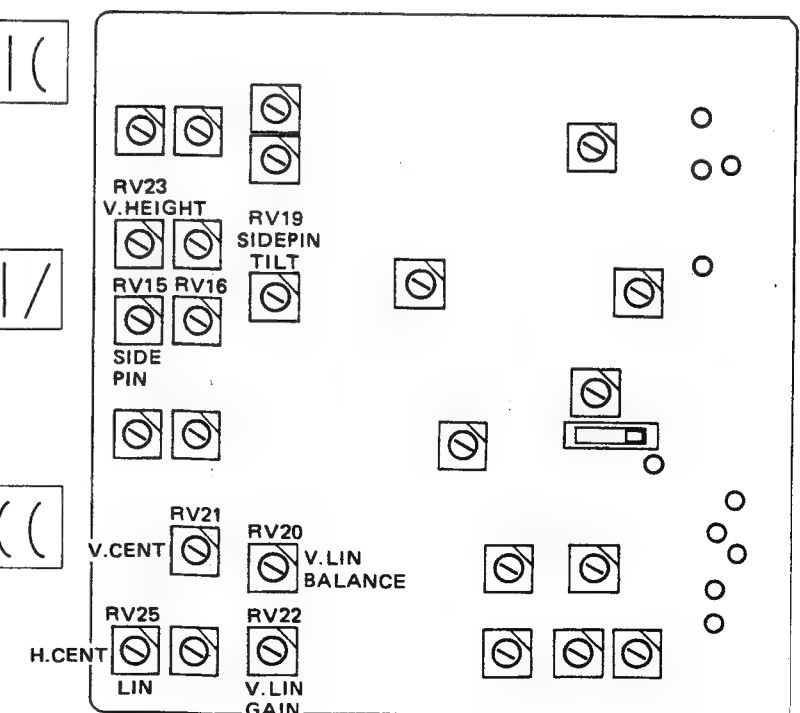 RV23
V.HEIGHT
RV19
SIDEPIN
TILT
RV15 RV16
SIDE
PIN
RV21
V.CENT
RV20
V.LIN
BALANCE
RV25
H.CENT
LIN
RV22
V.LIN
GAIN